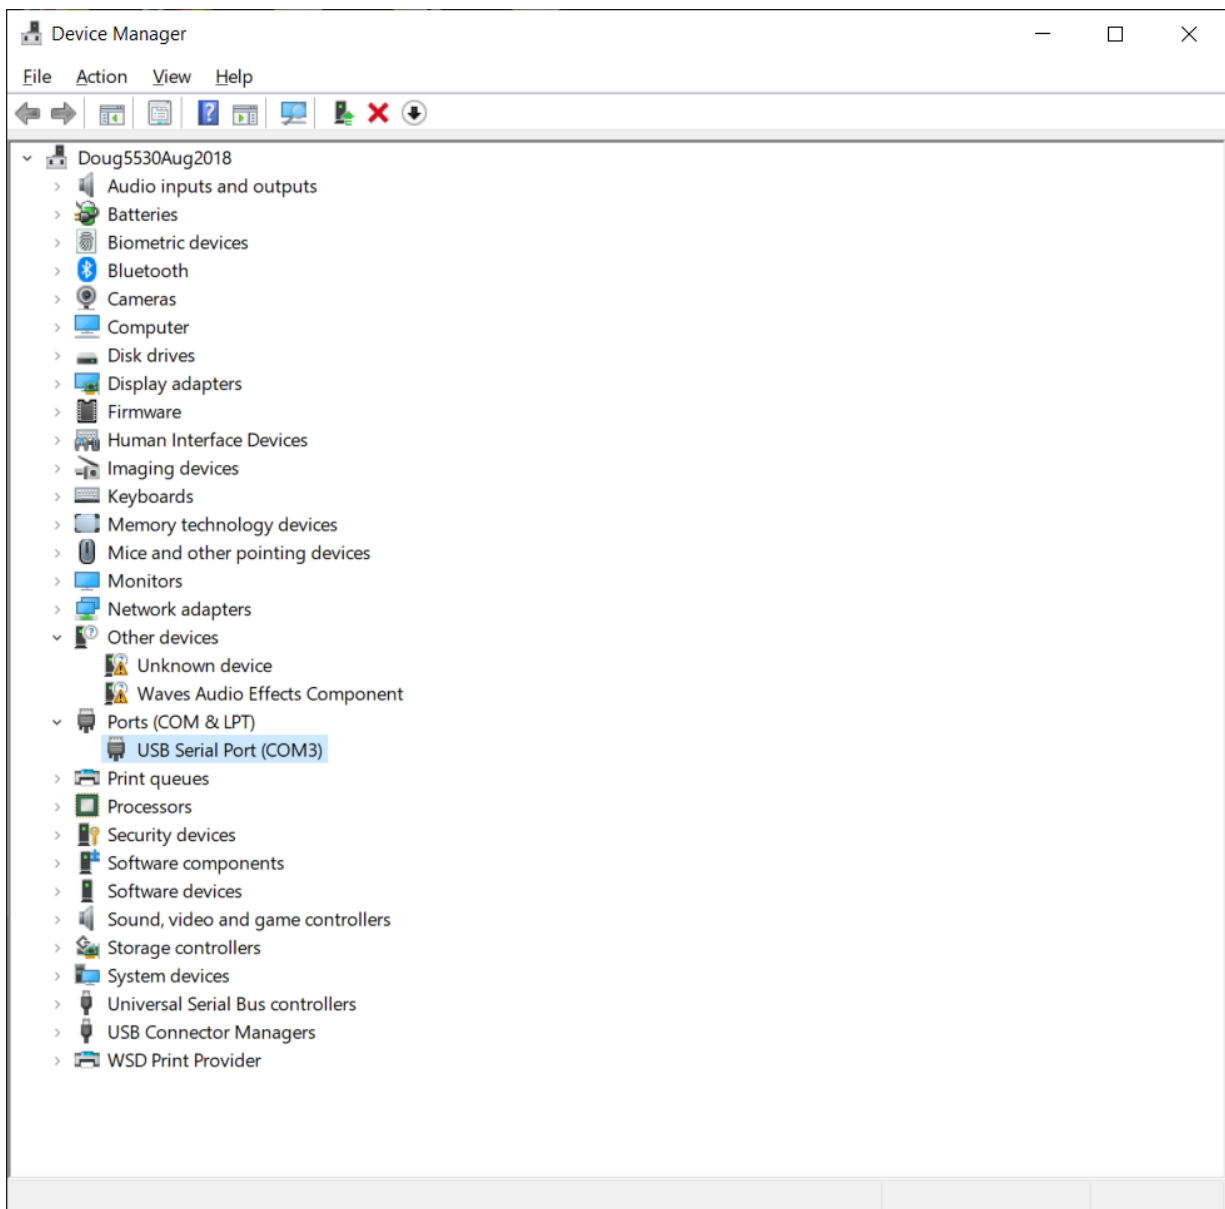 Device Manager
File Action View Help
Doug5530Aug2018
Audio inputs and outputs
Batteries
Biometric devices
Bluetooth
Cameras
Computer
Disk drives
Display adapters
Firmware
Human Interface Devices
Imaging devices
Keyboards
Memory technology devices
Mice and other pointing devices
Monitors
Network adapters
Other devices
Unknown device
Waves Audio Effects Component
Ports (COM & LPT)
USB Serial Port (COM3)
Print queues
Processors
Security devices
Software components
Software devices
Sound, video and game controllers
Storage controllers
System devices
Universal Serial Bus controllers
USB Connector Managers
WSD Print Provider